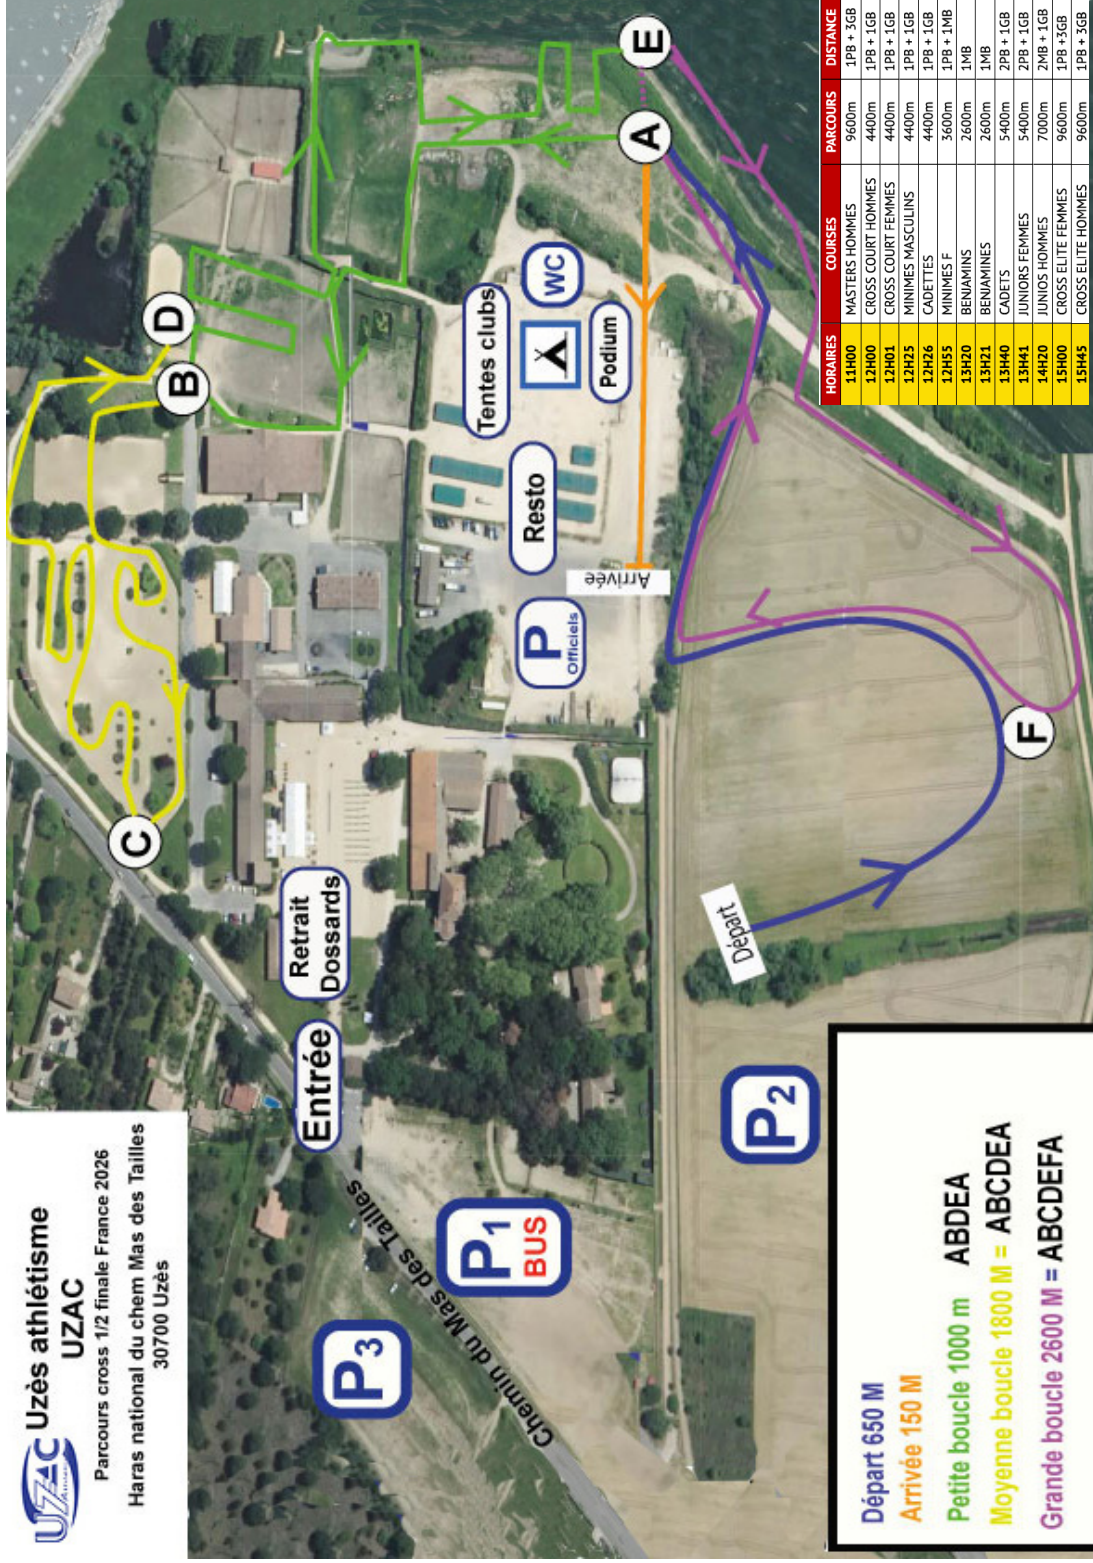 UZAC
Athlétisme
Uzès athlétisme
UZAC
Parcours cross 1/2 finale France 2026
Haras national du chem Mas des Tailles
30700 Uzès
P3
P1
BUS
P2
Chemin du Mas des Tailles
Entrée
Retrait
Dossards
C
B
D
P
Officiels
Resto
Tentes clubs
WC
Podium
Arrivée
A
E
F
Départ
Départ 650 M
Arrivée 150 M
Petite boucle 1000 m ABDEA
Moyenne boucle 1800 M = ABCDEA
Grande boucle 2600 M = ABCDEFA
HORAIRES COURSES PARCOURS DISTANCE
11H00 MASTERS HOMMES 9600m 1PB + 3GB
12H00 CROSS COURT HOMMES 4400m 1PB + 1GB
12H01 CROSS COURT FEMMES 4400m 1PB + 1GB
12H25 MINIMES MASCULINS 4400m 1PB + 1GB
12H26 CADETTES 4400m 1PB + 1GB
12H55 MINIMES F 3600m 1PB + 1MB
13H20 BENJAMINS 2600m 1MB
13H21 BENJAMINES 2600m 1MB
13H40 CADETS 5400m 2PB + 1GB
13H41 JUNIORS FEMMES 5400m 2PB + 1GB
14H20 JUNIOS HOMMES 7000m 2MB + 1GB
15H00 CROSS ELITE FEMMES 9600m 1PB +3GB
15H45 CROSS ELITE HOMMES 9600m 1PB + 3GB